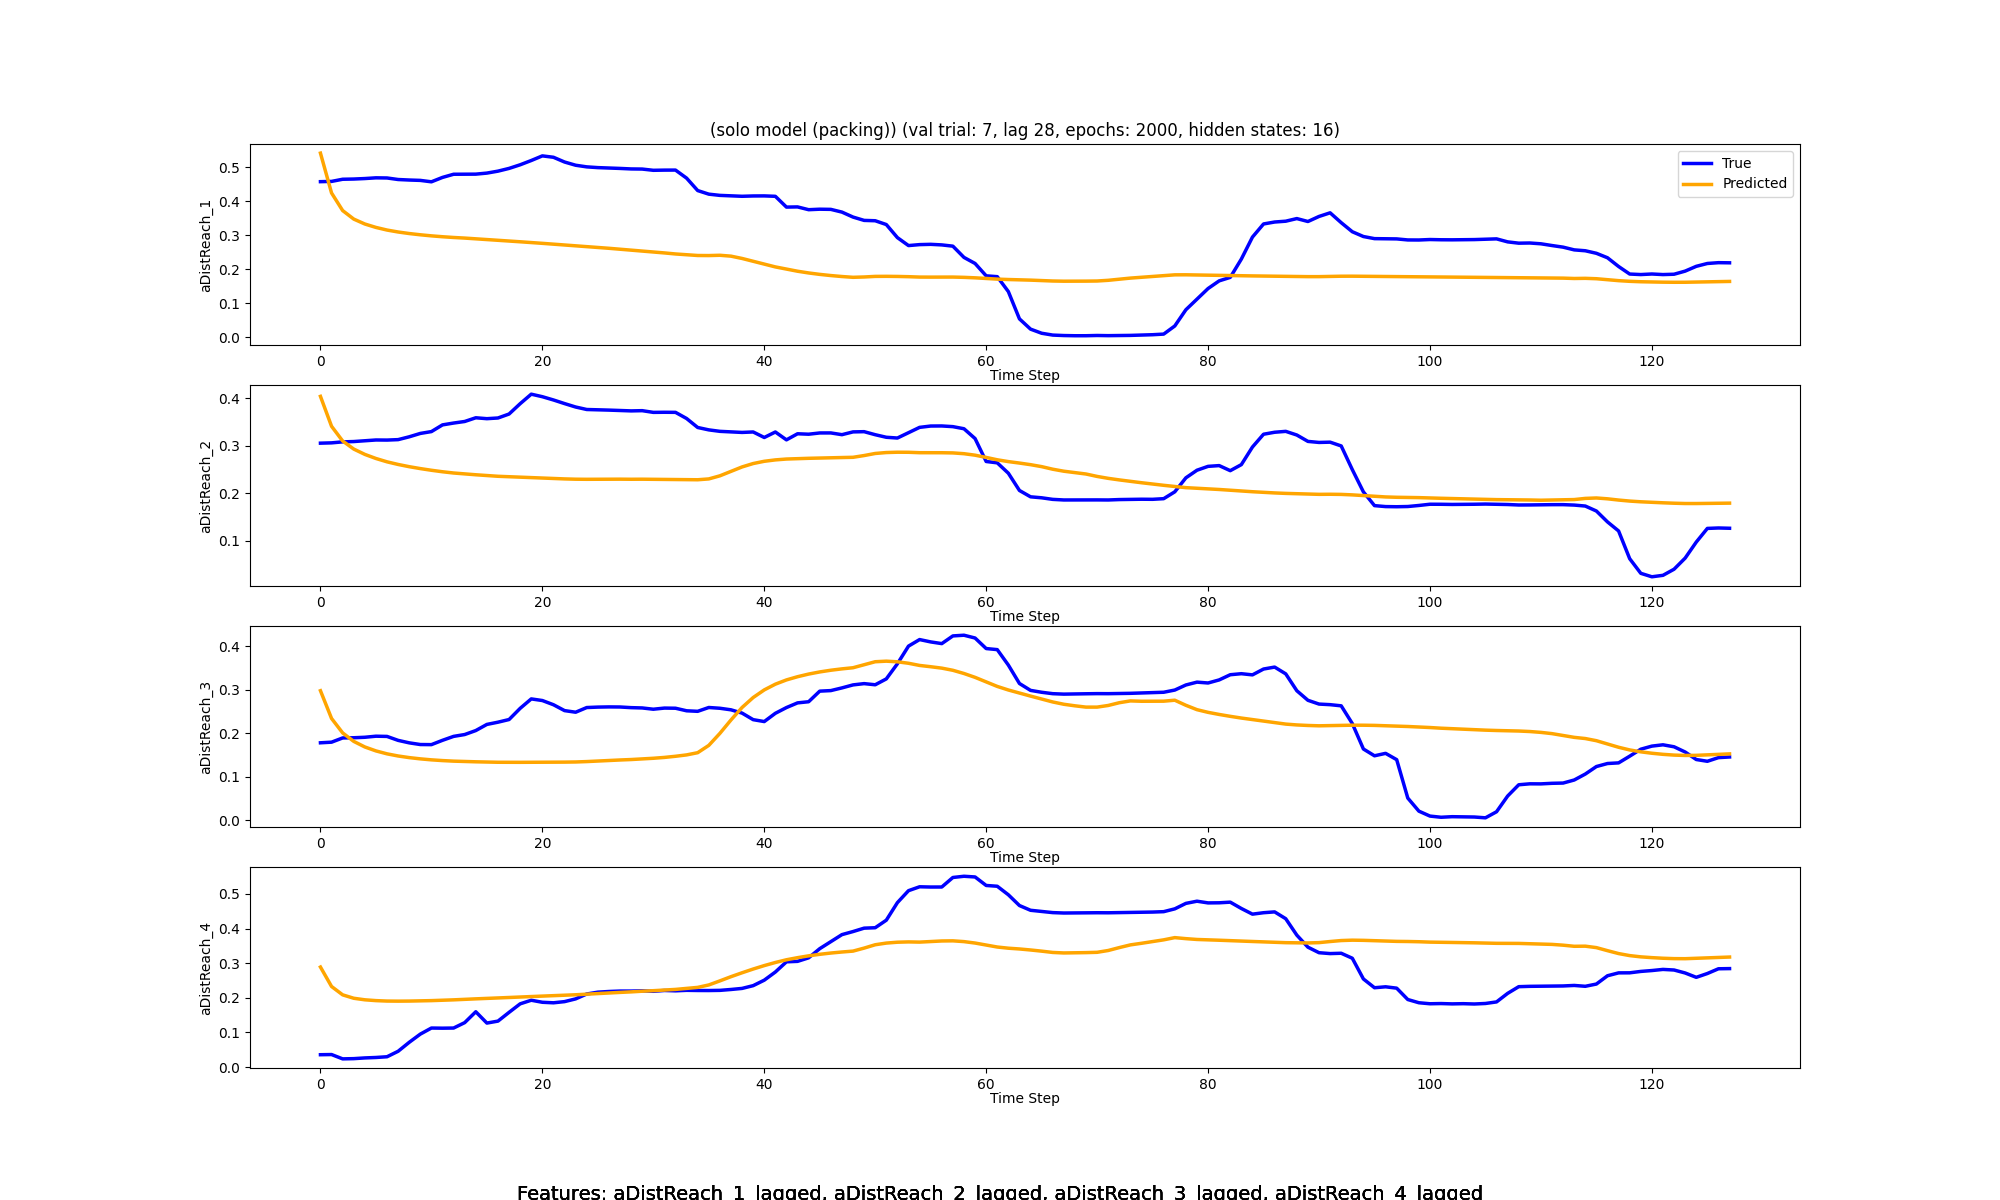 (solo model (packing)) (val trial: 7, lag 28, epochs: 2000, hidden states: 16)
True
Predicted
aDistReach_1
0.5
0.4
0.3
0.2
0.1
0.0
0 20 40 60 80 100 120
Time Step
aDistReach_2
0.4
0.3
0.2
0.1
0 20 40 60 80 100 120
Time Step
aDistReach_3
0.4
0.3
0.2
0.1
0.0
0 20 40 60 80 100 120
Time Step
aDistReach_4
0.5
0.4
0.3
0.2
0.1
0.0
0 20 40 60 80 100 120
Time Step
Features: aDistReach_1_lagged, aDistReach_2_lagged, aDistReach_3_lagged, aDistReach_4_lagged